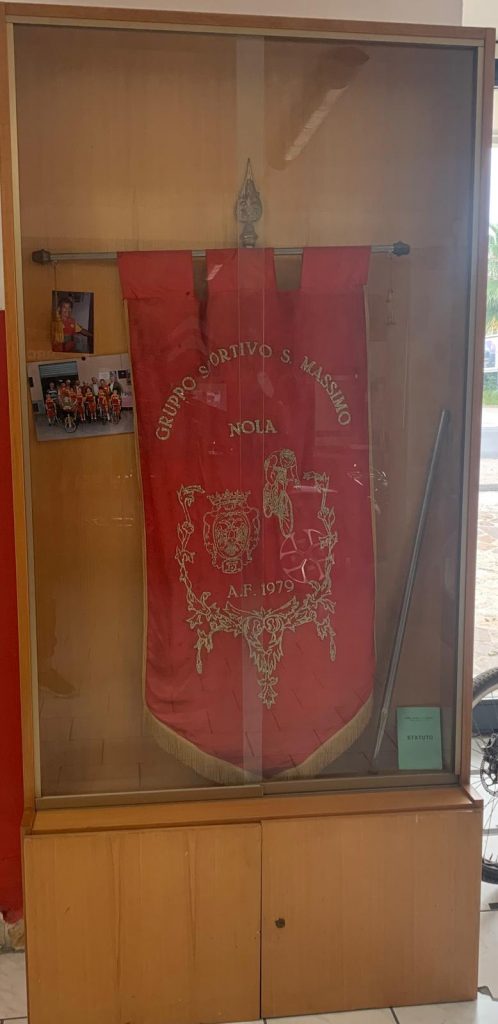 GRUPPO SPORTIVO S. MASSIMO
NOLA
A.F. 1979
STATUTO